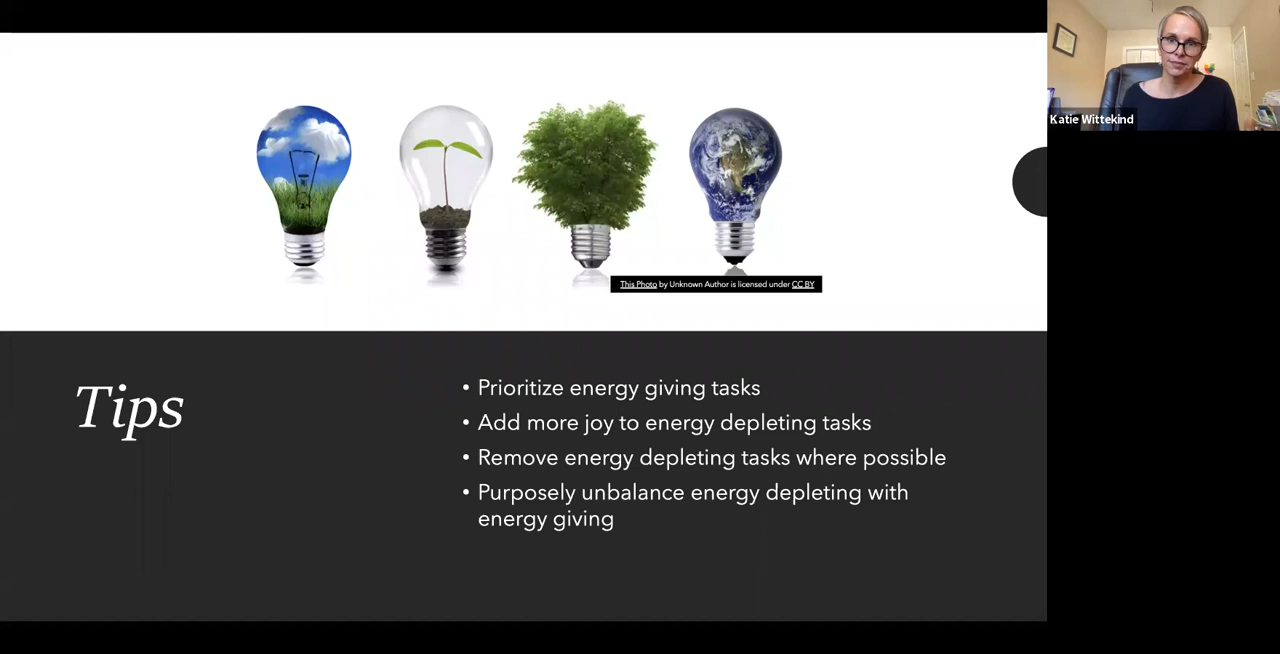 Katie Wittekind
This Photo by Unknown Author is licensed under CC BY
Tips
• Prioritize energy giving tasks
• Add more joy to energy depleting tasks
• Remove energy depleting tasks where possible
• Purposely unbalance energy depleting with
energy giving